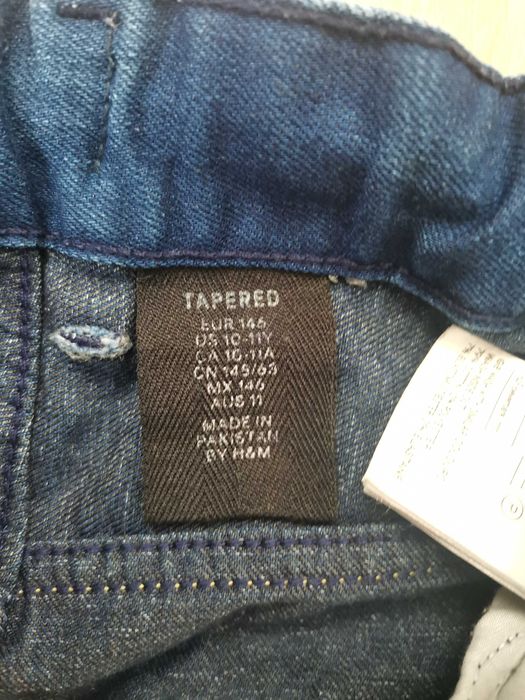 TAPERED
EUR 146
US 10-11Y
CA 10-11A
CN 145/63
MX 146
AUS 11
MADE IN
PAKISTAN
BY H&M